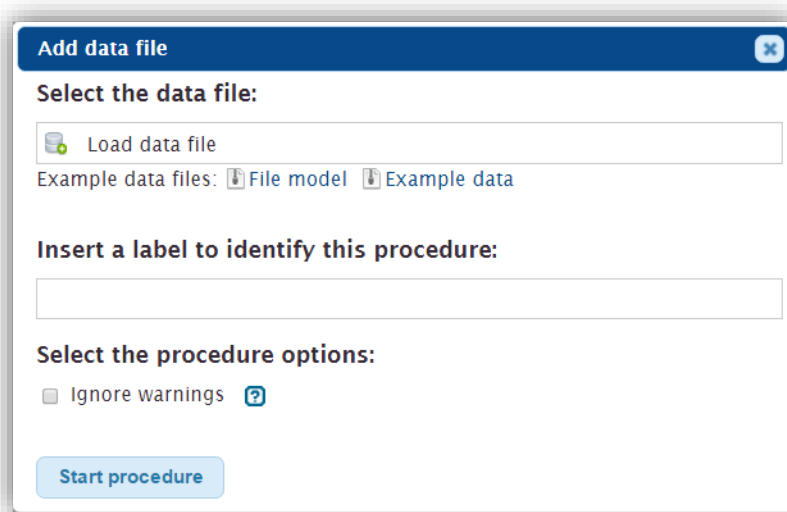 Add data file
Select the data file:
Load data file
Example data files: File model Example data
Insert a label to identify this procedure:
Select the procedure options:
Ignore warnings ?
Start procedure